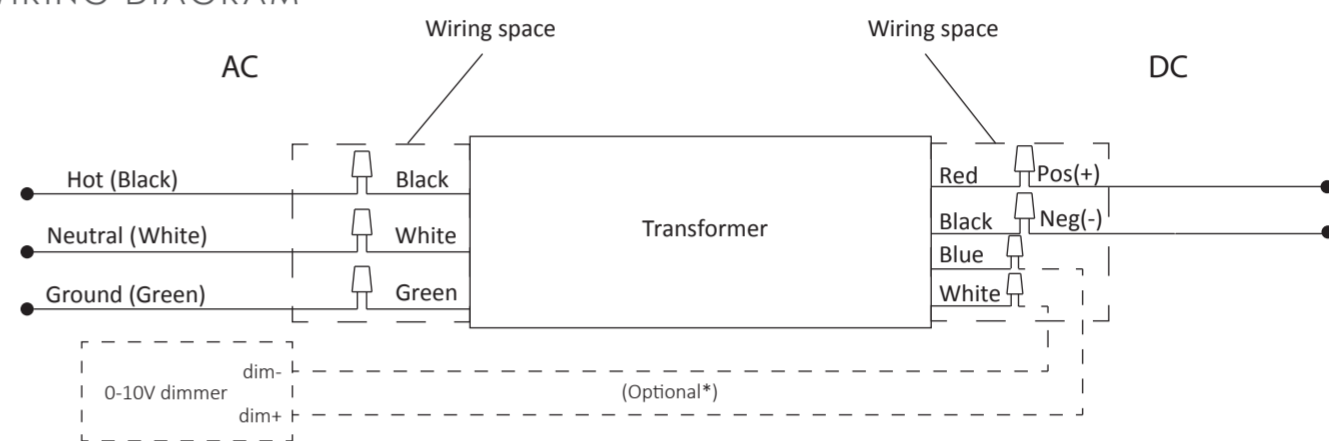 WIRING DIAGRAM
Wiring space
Wiring space
AC
DC
Hot (Black)
Black
Red
Pos(+)
Neutral (White)
White
Transformer
Black
Neg(-)
Blue
Ground (Green)
Green
White
dim-
0-10V dimmer
(Optional*)
dim+